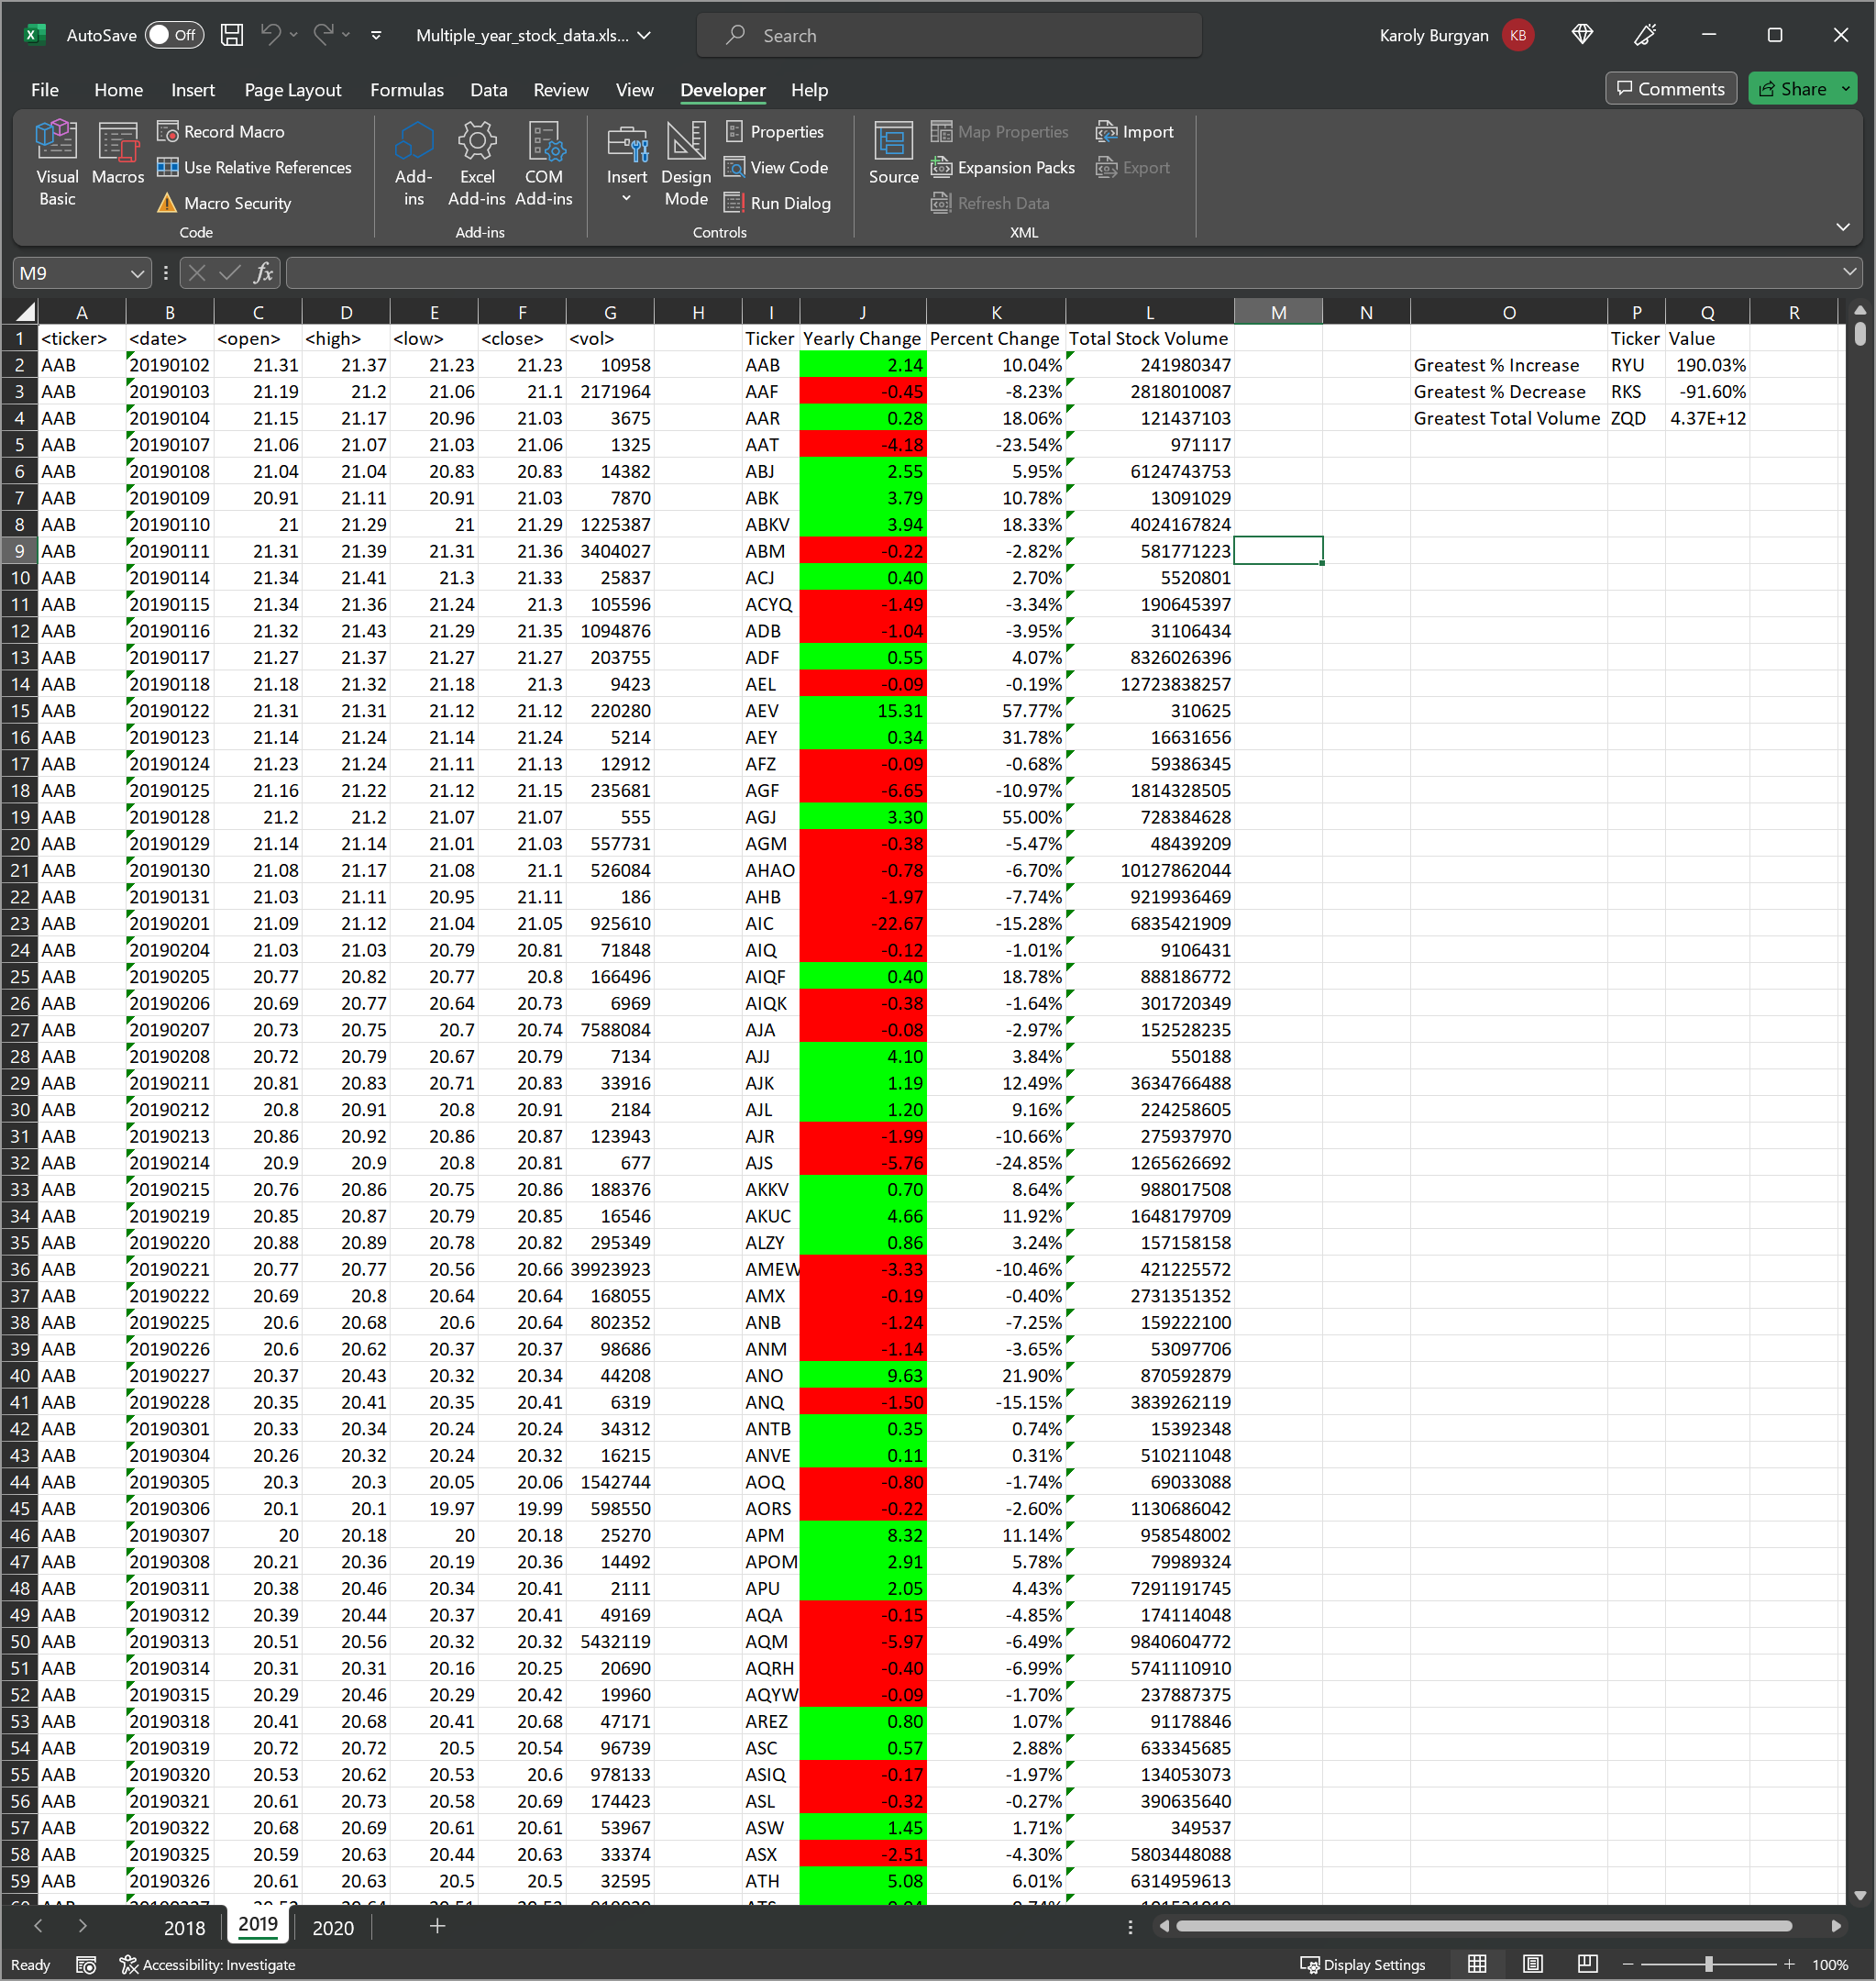 AutoSave Off Multiple_year_stock_data.xls... Search Karoly Burgyan KB
File Home Insert Page Layout Formulas Data Review View Developer Help Comments Share
Visual Basic Macros Record Macro Use Relative References Macro Security Code
Add-ins Excel Add-ins COM Add-ins Add-ins
Insert Design Mode Properties View Code Run Dialog Controls
Source Map Properties Expansion Packs Refresh Data Import Export XML
M9 fx
A B C D E F G H I J K L M N O P Q R
1 <ticker> <date> <open> <high> <low> <close> <vol> Ticker Yearly Change Percent Change Total Stock Volume Ticker Value
2 AAB 20190102 21.31 21.37 21.23 21.23 10958 AAB 2.14 10.04% 241980347 Greatest % Increase RYU 190.03%
3 AAB 20190103 21.19 21.2 21.06 21.1 2171964 AAF -0.45 -8.23% 2818010087 Greatest % Decrease RKS -91.60%
4 AAB 20190104 21.15 21.17 20.96 21.03 3675 AAR 0.28 18.06% 121437103 Greatest Total Volume ZQD 4.37E+12
5 AAB 20190107 21.06 21.07 21.03 21.06 1325 AAT -4.18 -23.54% 971117
6 AAB 20190108 21.04 21.04 20.83 20.83 14382 ABJ 2.55 5.95% 6124743753
7 AAB 20190109 20.91 21.11 20.91 21.03 7870 ABK 3.79 10.78% 13091029
8 AAB 20190110 21 21.29 21 21.29 1225387 ABKV 3.94 18.33% 4024167824
9 AAB 20190111 21.31 21.39 21.31 21.36 3404027 ABM -0.22 -2.82% 581771223
10 AAB 20190114 21.34 21.41 21.3 21.33 25837 ACJ 0.40 2.70% 5520801
11 AAB 20190115 21.34 21.36 21.24 21.3 105596 ACYQ -1.49 -3.34% 190645397
12 AAB 20190116 21.32 21.43 21.29 21.35 1094876 ADB -1.04 -3.95% 31106434
13 AAB 20190117 21.27 21.37 21.27 21.27 203755 ADF 0.55 4.07% 8326026396
14 AAB 20190118 21.18 21.32 21.18 21.3 9423 AEL -0.09 -0.19% 12723838257
15 AAB 20190122 21.31 21.31 21.12 21.12 220280 AEV 15.31 57.77% 310625
16 AAB 20190123 21.14 21.24 21.14 21.24 5214 AEY 0.34 31.78% 16631656
17 AAB 20190124 21.23 21.24 21.11 21.13 12912 AFZ -0.09 -0.68% 59386345
18 AAB 20190125 21.16 21.22 21.12 21.15 235681 AGF -6.65 -10.97% 1814328505
19 AAB 20190128 21.2 21.2 21.07 21.07 555 AGJ 3.30 55.00% 728384628
20 AAB 20190129 21.14 21.14 21.01 21.03 557731 AGM -0.38 -5.47% 48439209
21 AAB 20190130 21.08 21.17 21.08 21.1 526084 AHAO -0.78 -6.70% 10127862044
22 AAB 20190131 21.03 21.11 20.95 21.11 186 AHB -1.97 -7.74% 9219936469
23 AAB 20190201 21.09 21.12 21.04 21.05 925610 AIC -22.67 -15.28% 6835421909
24 AAB 20190204 21.03 21.03 20.79 20.81 71848 AIQ -0.12 -1.01% 9106431
25 AAB 20190205 20.77 20.82 20.77 20.8 166496 AIQF 0.40 18.78% 888186772
26 AAB 20190206 20.69 20.77 20.64 20.73 6969 AIQK -0.38 -1.64% 301720349
27 AAB 20190207 20.73 20.75 20.7 20.74 7588084 AJA -0.08 -2.97% 152528235
28 AAB 20190208 20.72 20.79 20.67 20.79 7134 AJJ 4.10 3.84% 550188
29 AAB 20190211 20.81 20.83 20.71 20.83 33916 AJK 1.19 12.49% 3634766488
30 AAB 20190212 20.8 20.91 20.8 20.91 2184 AJL 1.20 9.16% 224258605
31 AAB 20190213 20.86 20.92 20.86 20.87 123943 AJR -1.99 -10.66% 275937970
32 AAB 20190214 20.9 20.9 20.8 20.81 677 AJS -5.76 -24.85% 1265626692
33 AAB 20190215 20.76 20.86 20.75 20.86 188376 AKKV 0.70 8.64% 988017508
34 AAB 20190219 20.85 20.87 20.79 20.85 16546 AKUC 4.66 11.92% 1648179709
35 AAB 20190220 20.88 20.89 20.78 20.82 295349 ALZY 0.86 3.24% 157158158
36 AAB 20190221 20.77 20.77 20.56 20.66 39923923 AMEW -3.33 -10.46% 421225572
37 AAB 20190222 20.69 20.8 20.64 20.64 168055 AMX -0.19 -0.40% 2731351352
38 AAB 20190225 20.6 20.68 20.6 20.64 802352 ANB -1.24 -7.25% 159222100
39 AAB 20190226 20.6 20.62 20.37 20.37 98686 ANM -1.14 -3.65% 53097706
40 AAB 20190227 20.37 20.43 20.32 20.34 44208 ANO 9.63 21.90% 870592879
41 AAB 20190228 20.35 20.41 20.35 20.41 6319 ANQ -1.50 -15.15% 3839262119
42 AAB 20190301 20.33 20.34 20.24 20.24 34312 ANTB 0.35 0.74% 15392348
43 AAB 20190304 20.26 20.32 20.24 20.32 16215 ANVE 0.11 0.31% 510211048
44 AAB 20190305 20.3 20.3 20.05 20.06 1542744 AOQ -0.80 -1.74% 69033088
45 AAB 20190306 20.1 20.1 19.97 19.99 598550 AORS -0.22 -2.60% 1130686042
46 AAB 20190307 20 20.18 20 20.18 25270 APM 8.32 11.14% 958548002
47 AAB 20190308 20.21 20.36 20.19 20.36 14492 APOM 2.91 5.78% 79989324
48 AAB 20190311 20.38 20.46 20.34 20.41 2111 APU 2.05 4.43% 7291191745
49 AAB 20190312 20.39 20.44 20.37 20.41 49169 AQA -0.15 -4.85% 174114048
50 AAB 20190313 20.51 20.56 20.32 20.32 5432119 AQM -5.97 -6.49% 9840604772
51 AAB 20190314 20.31 20.31 20.16 20.25 20690 AQRH -0.40 -6.99% 5741110910
52 AAB 20190315 20.29 20.46 20.29 20.42 19960 AQYW -0.09 -1.70% 237887375
53 AAB 20190318 20.41 20.68 20.41 20.68 47171 AREZ 0.80 1.07% 91178846
54 AAB 20190319 20.72 20.72 20.5 20.54 96739 ASC 0.57 2.88% 633345685
55 AAB 20190320 20.53 20.62 20.53 20.6 978133 ASIQ -0.17 -1.97% 134053073
56 AAB 20190321 20.61 20.73 20.58 20.69 174423 ASL -0.32 -0.27% 390635640
57 AAB 20190322 20.68 20.69 20.61 20.61 53967 ASW 1.45 1.71% 349537
58 AAB 20190325 20.59 20.63 20.44 20.63 33374 ASX -2.51 -4.30% 5803448088
59 AAB 20190326 20.61 20.63 20.5 20.5 32595 ATH 5.08 6.01% 6314959613
2018 2019 2020
Ready Accessibility: Investigate Display Settings 100%